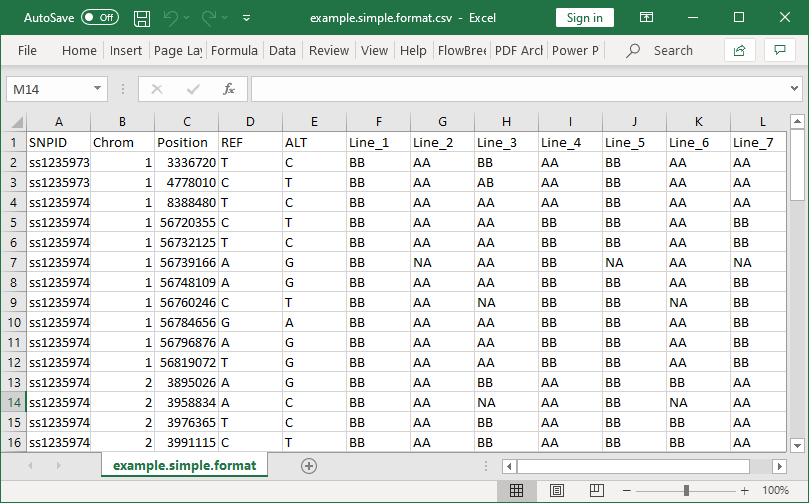 AutoSave Off example.simple.format.csv - Excel Sign in
File Home Insert Page Lay Formula Data Review View Help FlowBree PDF Arch Power P Search
M14 fx
A B C D E F G H I J K L
1 SNPID Chrom Position REF ALT Line_1 Line_2 Line_3 Line_4 Line_5 Line_6 Line_7
2 ss1235973 1 3336720 T C BB AA BB AA BB AA AA
3 ss1235973 1 4778010 C T BB AA AB AA BB AA AA
4 ss1235974 1 8388480 T C BB AA AA AA BB AA AA
5 ss1235974 1 56720355 C T BB AA AA BB BB AA BB
6 ss1235974 1 56732125 T C BB AA AA BB BB AA BB
7 ss1235974 1 56739166 A G BB NA AA BB NA AA NA
8 ss1235974 1 56748109 A G BB AA AA BB BB AA BB
9 ss1235974 1 56760246 C T BB AA NA BB BB NA BB
10 ss1235974 1 56784656 G A BB AA AA BB BB AA BB
11 ss1235974 1 56796876 A G BB AA AA BB BB AA BB
12 ss1235974 1 56819072 T G BB AA AA BB BB AA BB
13 ss1235974 2 3895026 A G BB AA BB AA BB BB AA
14 ss1235974 2 3958834 A C BB AA NA AA BB NA AA
15 ss1235974 2 3976365 T C BB AA BB AA BB BB AA
16 ss1235974 2 3991115 C T BB AA BB AA BB BB AA
example.simple.format
100%